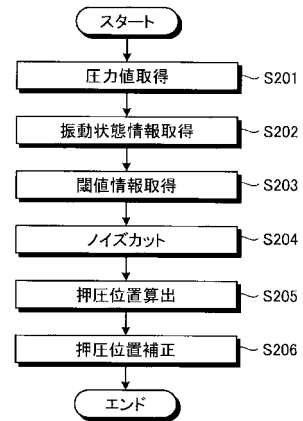 スタート
圧力値取得 S201
振動状態情報取得 S202
閾値情報取得 S203
ノイズカット S204
押圧位置算出 S205
押圧位置補正 S206
エンド